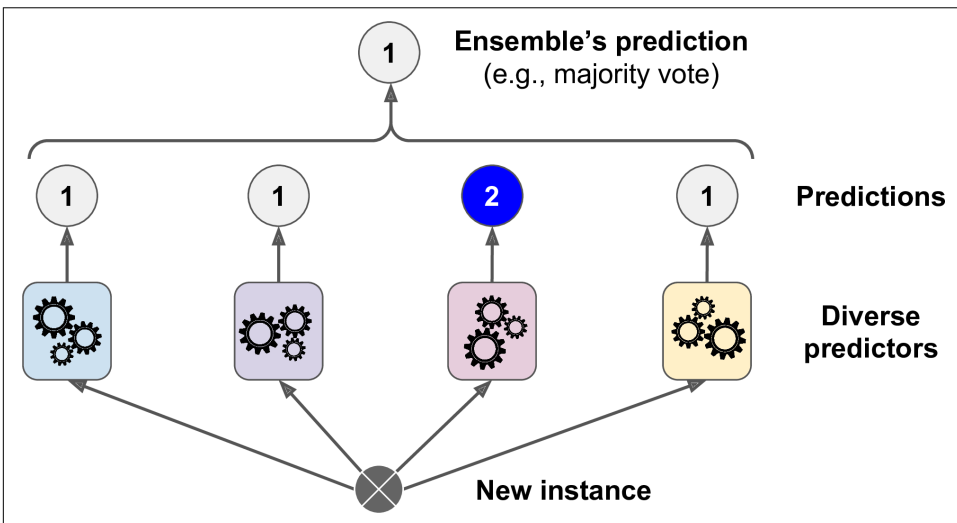 1
Ensemble’s prediction
(e.g., majority vote)
1 1 2 1 Predictions
Diverse
predictors
New instance